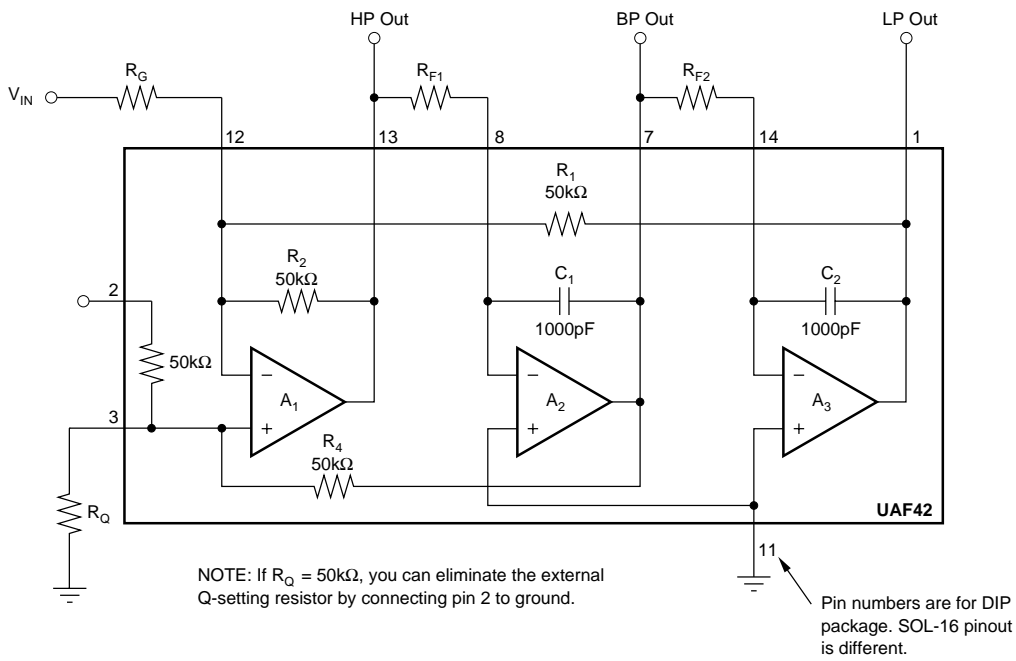 HP Out BP Out LP Out
R_G R_F1 R_F2
V_IN
12 13 8 7 14 1
R_1
50kΩ
R_2 C_1 C_2
50kΩ
2
1000pF 1000pF
50kΩ
– – –
A_1 A_2 A_3
3
+ + +
R_4
50kΩ
R_Q
UAF42
11
NOTE: If R_Q = 50kΩ, you can eliminate the external
Q-setting resistor by connecting pin 2 to ground.
Pin numbers are for DIP
package. SOL-16 pinout
is different.